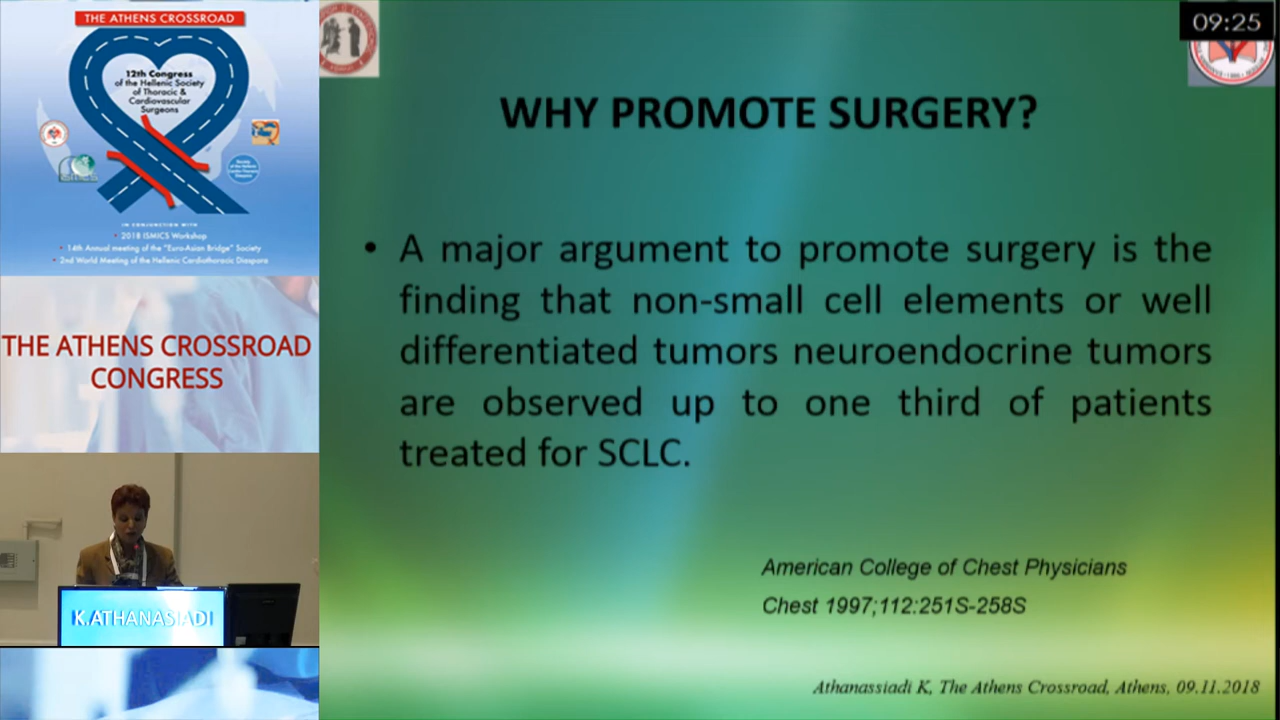 THE ATHENS CROSSROAD
12th Congress
of the Hellenic Society
of Thoracic &
Cardiovascular
Surgeons
IN CONJUNCTION WITH
• 2018 ISMICS Workshop
• 14th Annual meeting of the "Euro-Asian Bridge" Society
• 2nd World Meeting of the Hellenic Cardiothoracic Diaspora
THE ATHENS CROSSROAD
CONGRESS
K.ATHANASIADI
09:25
WHY PROMOTE SURGERY?
• A major argument to promote surgery is the
finding that non-small cell elements or well
differentiated tumors neuroendocrine tumors
are observed up to one third of patients
treated for SCLC.
American College of Chest Physicians
Chest 1997;112:251S-258S
Athanassiadi K, The Athens Crossroad, Athens, 09.11.2018